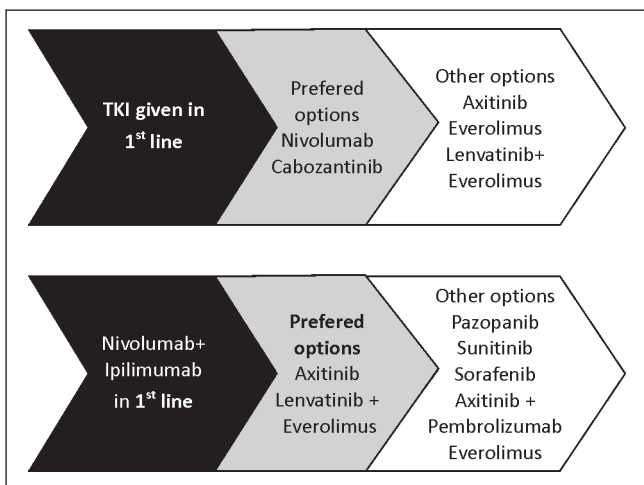 TKI given in
1st line
Prefered
options
Nivolumab
Cabozantinib
Other options
Axitinib
Everolimus
Lenvatinib+
Everolimus
Nivolumab+
Ipilimumab
in 1st line
Prefered
options
Axitinib
Lenvatinib +
Everolimus
Other options
Pazopanib
Sunitinib
Sorafenib
Axitinib +
Pembrolizumab
Everolimus